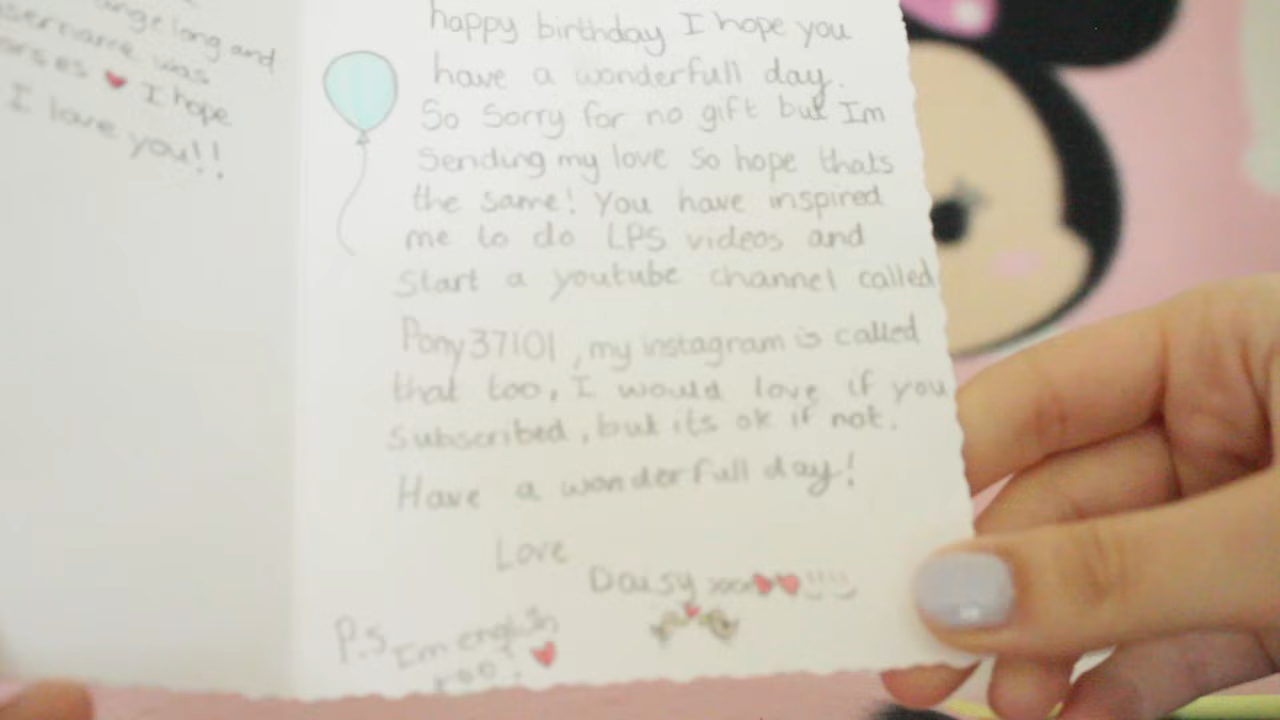 and
was
I hope
I love you!!
happy birthday I hope you
have a wonderfull day.
So Sorry for no gift but Im
Sending my love so hope thats
the same! You have inspired
me to do LPS videos and
Start a youtube channel called
Pony37101, my instagram is called
that too, I would love if you
Subscribed, but its ok if not.
Have a wonderfull day!
Love
Daisy xxx
P.S Im english
too!